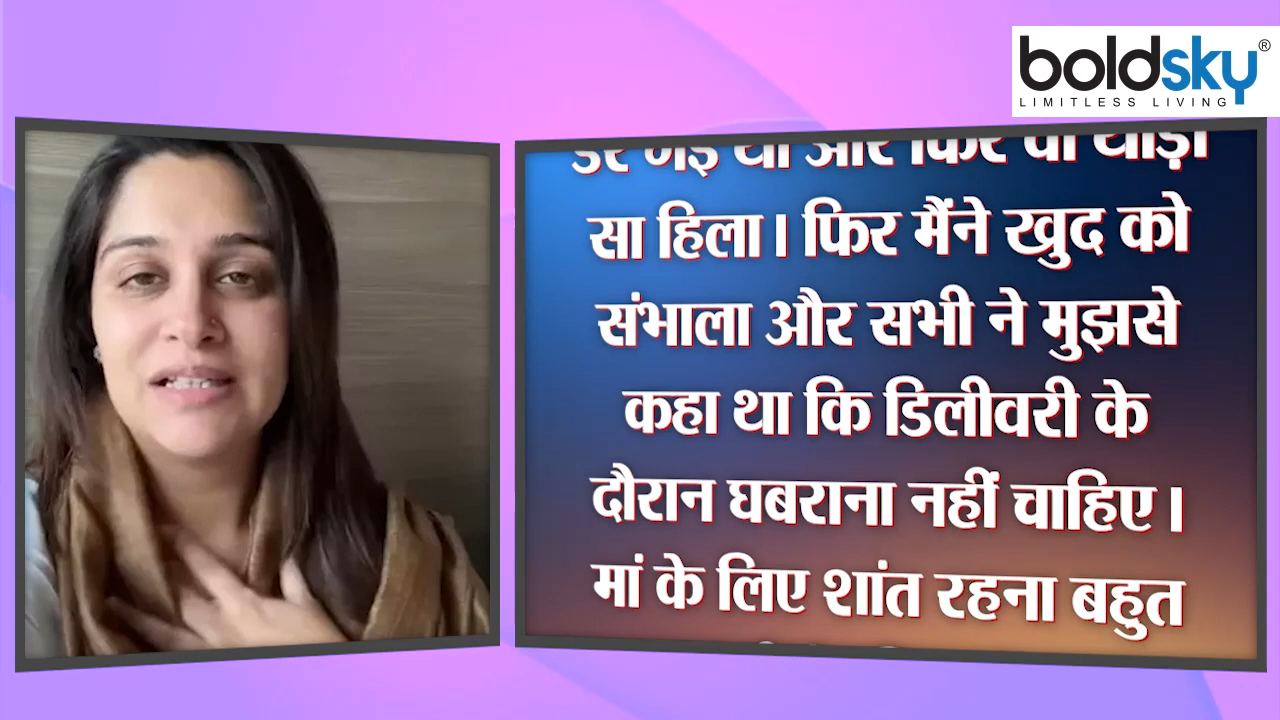 boldsky®
LIMITLESS LIVING
सा हिला। फिर मैंने खुद को
संभाला और सभी ने मुझसे
कहा था कि डिलीवरी के
दौरान घबराना नहीं चाहिए।
मां के लिए शांत रहना बहुत